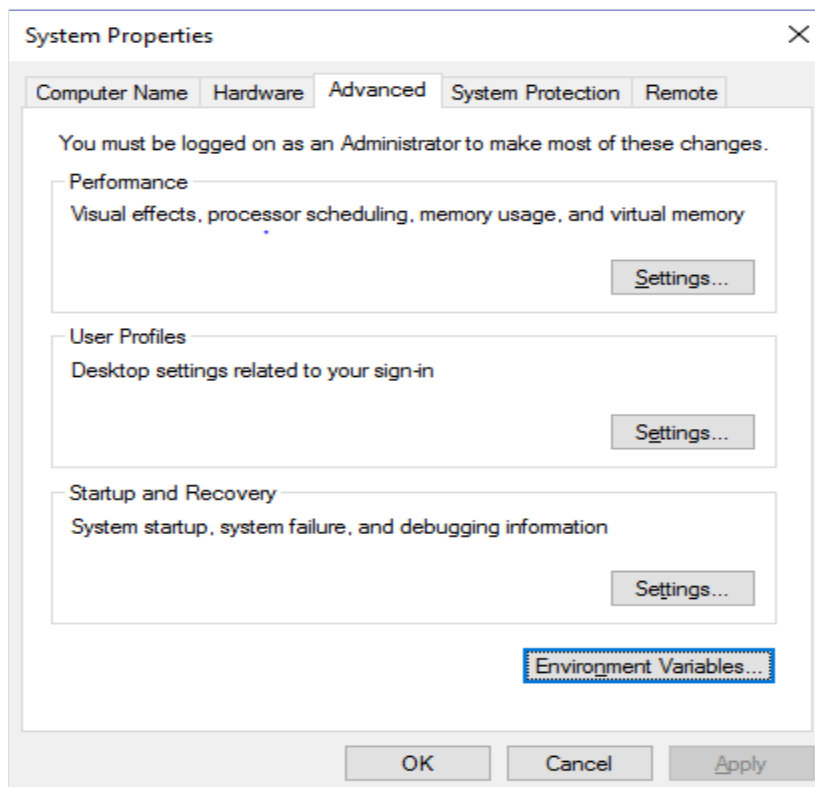 System Properties
Computer Name Hardware Advanced System Protection Remote
You must be logged on as an Administrator to make most of these changes.
Performance
Visual effects, processor scheduling, memory usage, and virtual memory
Settings...
User Profiles
Desktop settings related to your sign-in
Settings...
Startup and Recovery
System startup, system failure, and debugging information
Settings...
Environment Variables...
OK Cancel Apply